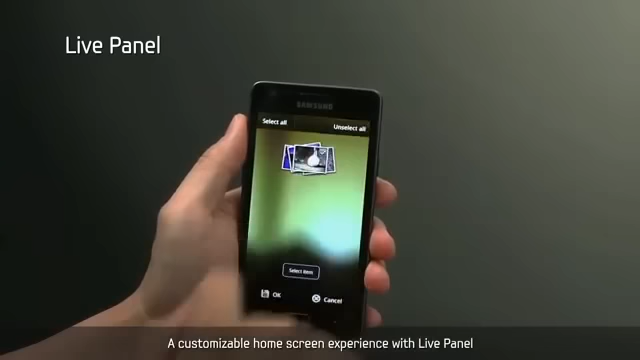 Live Panel
SAMSUNG
Select all
Unselect all
Select item
OK
Cancel
A customizable home screen experience with Live Panel